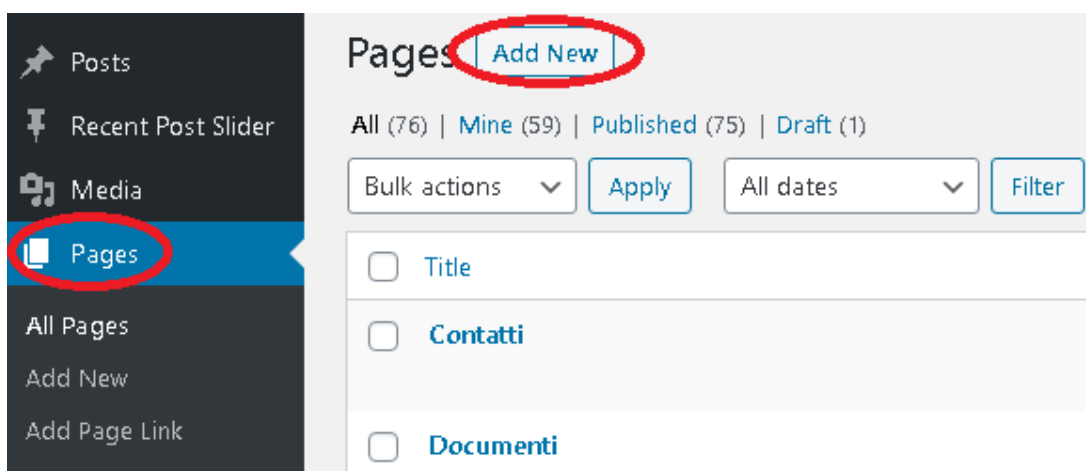 Posts
Recent Post Slider
Media
Pages
All Pages
Add New
Add Page Link
Pages Add New
All (76) | Mine (59) | Published (75) | Draft (1)
Bulk actions Apply All dates Filter
Title
Contatti
Documenti